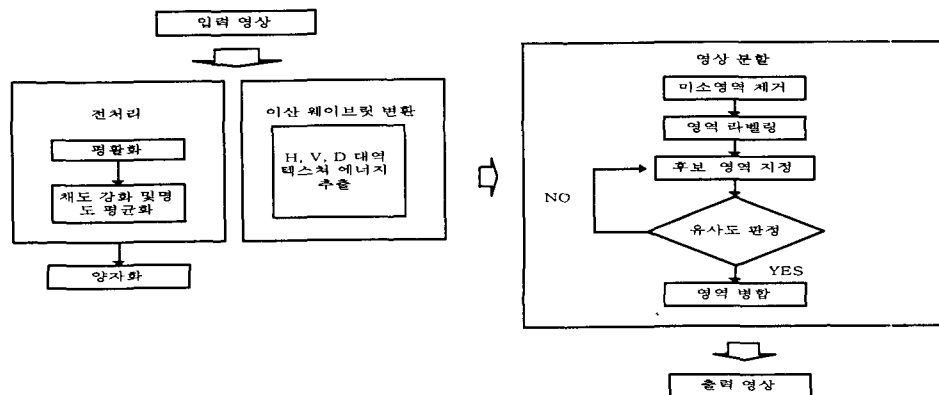 입력 영상
전처리
평활화
채도 강화 및명
도 평균화
양자화
이산 웨이브릿 변환
H, V, D 대역
텍스쳐 에너지
추출
영상 분할
미소영역 제거
영역 라벨링
후보 영역 지정
NO
유사도 판정
YES
영역 병합
출력 영상